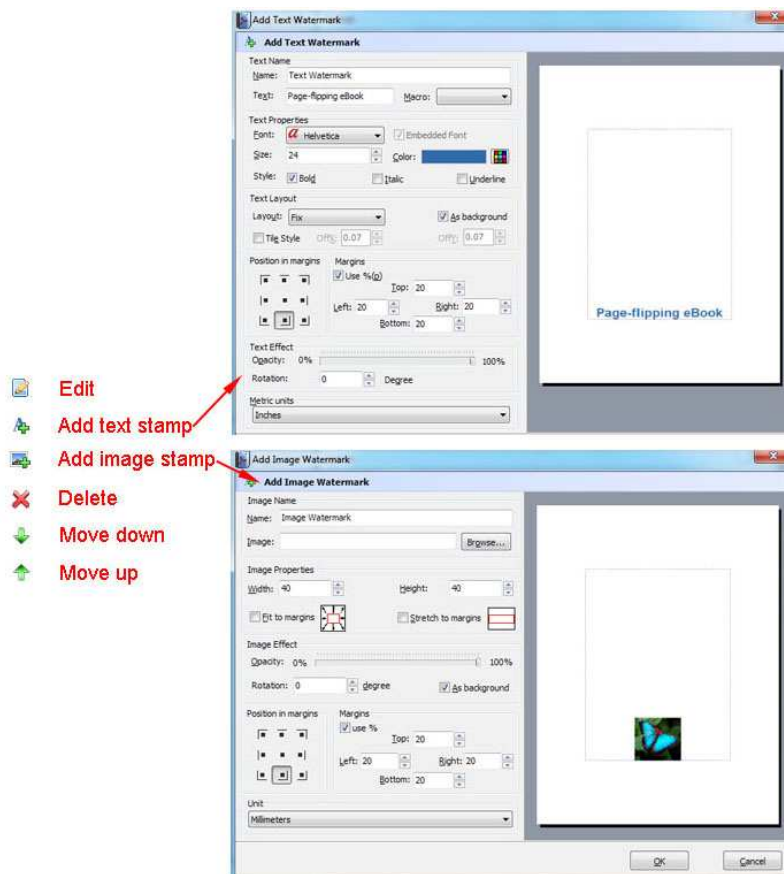 Add Text Watermark
Add Text Watermark
Text Name
Name: Text Watermark
Text: Page-flipping eBook Macro:
Text Properties
Font: a Helvetica Embedded Font
Size: 24 Color:
Style: Bold Italic Underline
Text Layout
Layout: Fix As background
Tile Style 0.07 0.07
Position in margins Margins
Use %(p)
Top: 20
Left: 20 Right: 20
Bottom: 20
Page-flipping eBook
Text Effect
Opacity: 0% 100%
Rotation: 0 Degree
Metric units
Inches
Edit
Add text stamp
Add image stamp
Delete
Move down
Move up
Add Image Watermark
Add Image Watermark
Image Name
Name: Image Watermark
Image: Browse...
Image Properties
Width: 40 Height: 40
Fit to margins Stretch to margins
Image Effect
Opacity: 0% 100%
Rotation: 0 degree As background
Position in margins Margins
use %
Top: 20
Left: 20 Right: 20
Bottom: 20
Unit
Millimeters
OK Cancel